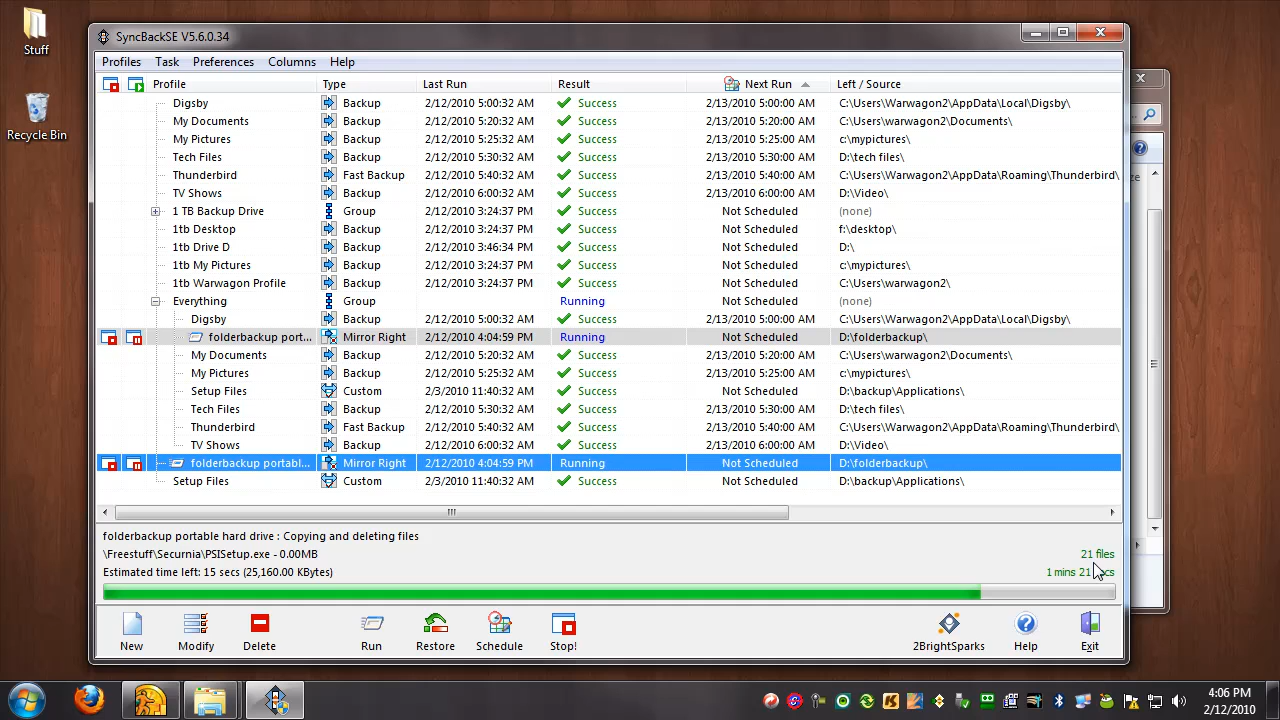 Stuff
Recycle Bin
SyncBackSE V5.6.0.34
Profiles Task Preferences Columns Help
Profile Type Last Run Result Next Run Left / Source
Digsby Backup 2/12/2010 5:00:32 AM Success 2/13/2010 5:00:00 AM C:\Users\Warwagon2\AppData\Local\Digsby\
My Documents Backup 2/12/2010 5:20:32 AM Success 2/13/2010 5:20:00 AM C:\Users\warwagon2\Documents\
My Pictures Backup 2/12/2010 5:25:32 AM Success 2/13/2010 5:25:00 AM c:\mypictures\
Tech Files Backup 2/12/2010 5:30:32 AM Success 2/13/2010 5:30:00 AM D:\tech files\
Thunderbird Fast Backup 2/12/2010 5:40:32 AM Success 2/13/2010 5:40:00 AM C:\Users\Warwagon2\AppData\Roaming\Thunderbird\
TV Shows Backup 2/12/2010 6:00:32 AM Success 2/13/2010 6:00:00 AM D:\Video\
1 TB Backup Drive Group 2/12/2010 3:24:37 PM Success Not Scheduled (none)
1tb Desktop Backup 2/12/2010 3:24:37 PM Success Not Scheduled f:\desktop\
1tb Drive D Backup 2/12/2010 3:46:34 PM Success Not Scheduled D:\
1tb My Pictures Backup 2/12/2010 3:24:37 PM Success Not Scheduled c:\mypictures\
1tb Warwagon Profile Backup 2/12/2010 3:24:37 PM Success Not Scheduled C:\Users\warwagon2\
Everything Group Running Not Scheduled (none)
Digsby Backup 2/12/2010 5:00:32 AM Success Not Scheduled C:\Users\Warwagon2\AppData\Local\Digsby\
folderbackup port... Mirror Right 2/12/2010 4:04:59 PM Running Not Scheduled D:\folderbackup\
My Documents Backup 2/12/2010 5:20:32 AM Success 2/13/2010 5:20:00 AM C:\Users\warwagon2\Documents\
My Pictures Backup 2/12/2010 5:25:32 AM Success 2/13/2010 5:25:00 AM c:\mypictures\
Setup Files Custom 2/3/2010 11:40:32 AM Success Not Scheduled D:\backup\Applications\
Tech Files Backup 2/12/2010 5:30:32 AM Success 2/13/2010 5:30:00 AM D:\tech files\
Thunderbird Fast Backup 2/12/2010 5:40:32 AM Success 2/13/2010 5:40:00 AM C:\Users\Warwagon2\AppData\Roaming\Thunderbird\
TV Shows Backup 2/12/2010 6:00:32 AM Success 2/13/2010 6:00:00 AM D:\Video\
folderbackup portabl... Mirror Right 2/12/2010 4:04:59 PM Running Not Scheduled D:\folderbackup\
Setup Files Custom 2/3/2010 11:40:32 AM Success Not Scheduled D:\backup\Applications\
folderbackup portable hard drive : Copying and deleting files
\Freestuff\Securnia\PSISetup.exe - 0.00MB 21 files
Estimated time left: 15 secs (25,160.00 KBytes) 1 mins 21
New Modify Delete Run Restore Schedule Stop! 2BrightSparks Help Exit
4:06 PM
2/12/2010